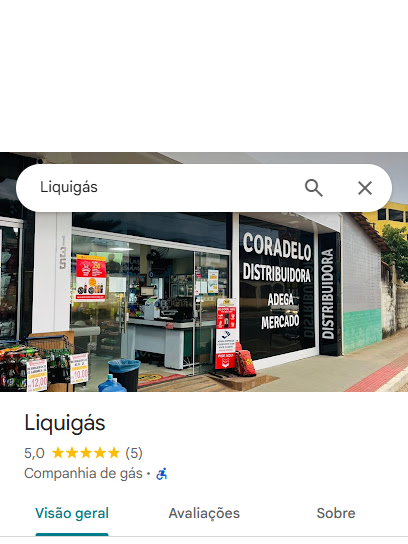 Liquigás
CORADELO
DISTRIBUIDORA
ADEGA
MERCADO
DISTRIBUIDORA
Liquigás
5,0 (5)
Companhia de gás ·
Visão geral
Avaliações
Sobre